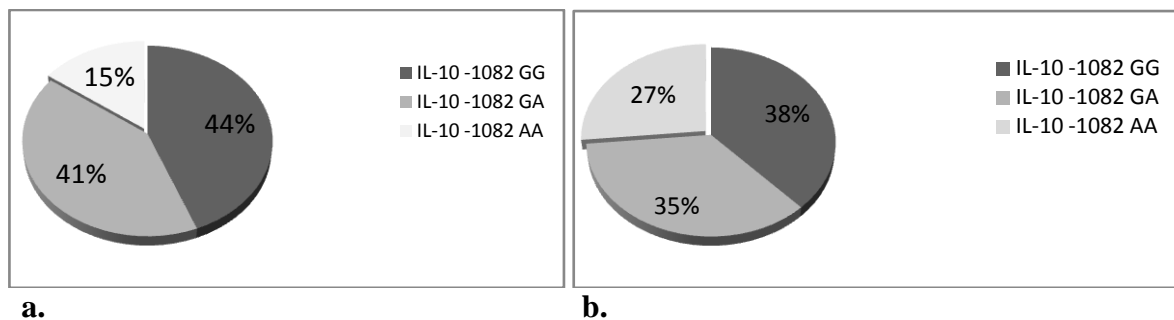 15%
44%
41%
IL-10 -1082 GG
IL-10 -1082 GA
IL-10 -1082 AA
a.
27%
38%
35%
IL-10 -1082 GG
IL-10 -1082 GA
IL-10 -1082 AA
b.